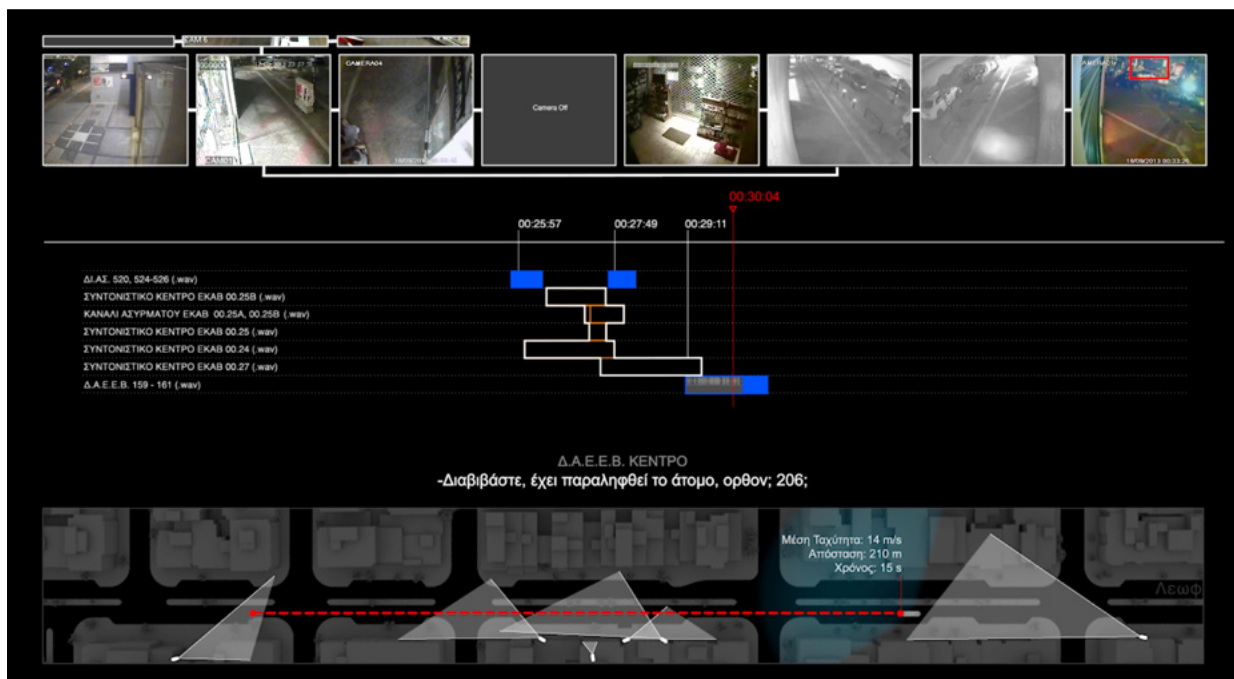 CAM 6
CAMERA04
CAM01
Camera Off
18/09/2013 00:33:26
00:30:04
00:25:57
00:27:49
00:29:11
ΔΙ.ΑΣ. 520, 524-526 (.wav)
ΣΥΝΤΟΝΙΣΤΙΚΟ ΚΕΝΤΡΟ ΕΚΑΒ 00.25Β (.wav)
ΚΑΝΑΛΙ ΑΣΥΡΜΑΤΟΥ ΕΚΑΒ 00.25Α, 00.25Β (.wav)
ΣΥΝΤΟΝΙΣΤΙΚΟ ΚΕΝΤΡΟ ΕΚΑΒ 00.25 (.wav)
ΣΥΝΤΟΝΙΣΤΙΚΟ ΚΕΝΤΡΟ ΕΚΑΒ 00.24 (.wav)
ΣΥΝΤΟΝΙΣΤΙΚΟ ΚΕΝΤΡΟ ΕΚΑΒ 00.27 (.wav)
Δ.Α.Ε.Ε.Β. 159 - 161 (.wav)
Δ.Α.Ε.Ε.Β. ΚΕΝΤΡΟ
-Διαβιβάστε, έχει παραληφθεί το άτομο, ορθον; 206;
Μέση Ταχύτητα: 14 m/s
Απόσταση: 210 m
Χρόνος: 15 s
Λεωφ